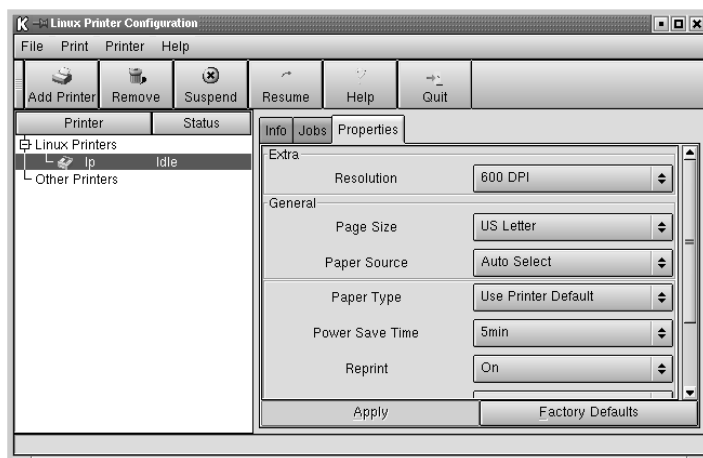 Linux Printer Configuration
File Print Printer Help
Add Printer Remove Suspend Resume Help Quit
Printer Status
Info Jobs Properties
Linux Printers
lp Idle
Other Printers
Extra
Resolution 600 DPI
General
Page Size US Letter
Paper Source Auto Select
Paper Type Use Printer Default
Power Save Time 5min
Reprint On
Apply Factory Defaults